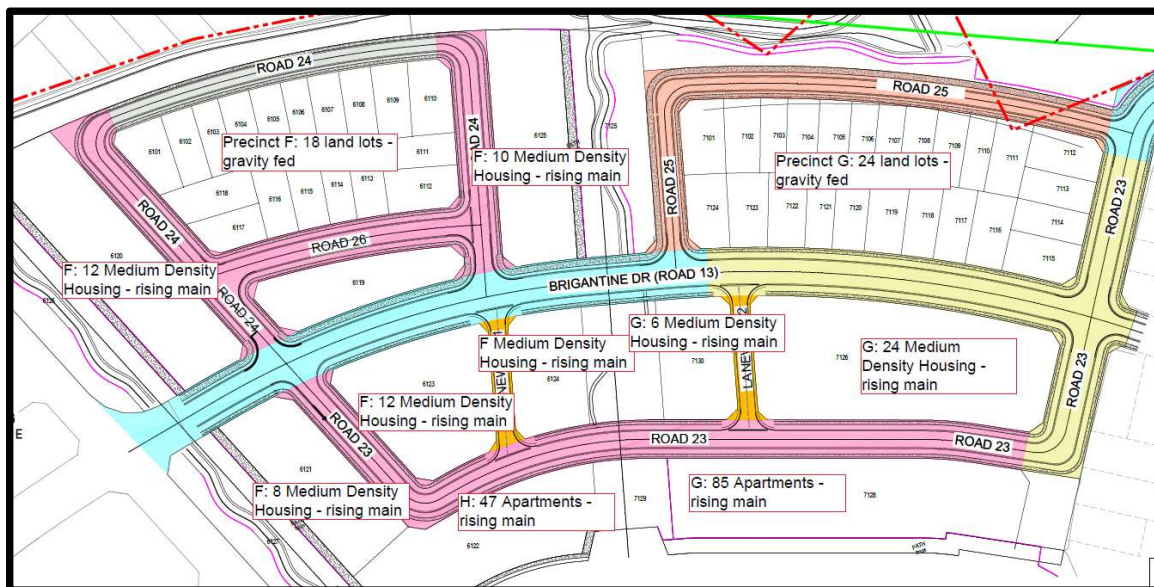 ROAD 24
ROAD 25
6101
6102
6103
6104
6105
6106
6107
6108
6109
6110
Precinct F: 18 land lots -
gravity fed
6111
6118
6117
6116
6115
6114
6113
6112
ROAD 24
ROAD 24
6125
7125
F: 10 Medium Density
Housing - rising main
7101
7102
7103
7104
7105
7106
7107
7108
7109
7110
7111
7112
Precinct G: 24 land lots -
gravity fed
7113
7114
7115
7124
7123
7122
7121
7120
7119
7118
7117
7116
ROAD 25
ROAD 23
ROAD 26
6120
6126
F: 12 Medium Density
Housing - rising main
6119
ROAD 24
BRIGANTINE DR (ROAD 13)
F Medium Density
Housing - rising main
G: 6 Medium Density
Housing - rising main
G: 24 Medium
Density Housing -
rising main
7130
7126
6123
6124
F: 12 Medium Density
Housing - rising main
ROAD 23
ROAD 23
ROAD 23
ROAD 23
E
6121
F: 8 Medium Density
Housing - rising main
6127
H: 47 Apartments -
rising main
6122
7129
G: 85 Apartments -
rising main
7128
PATH